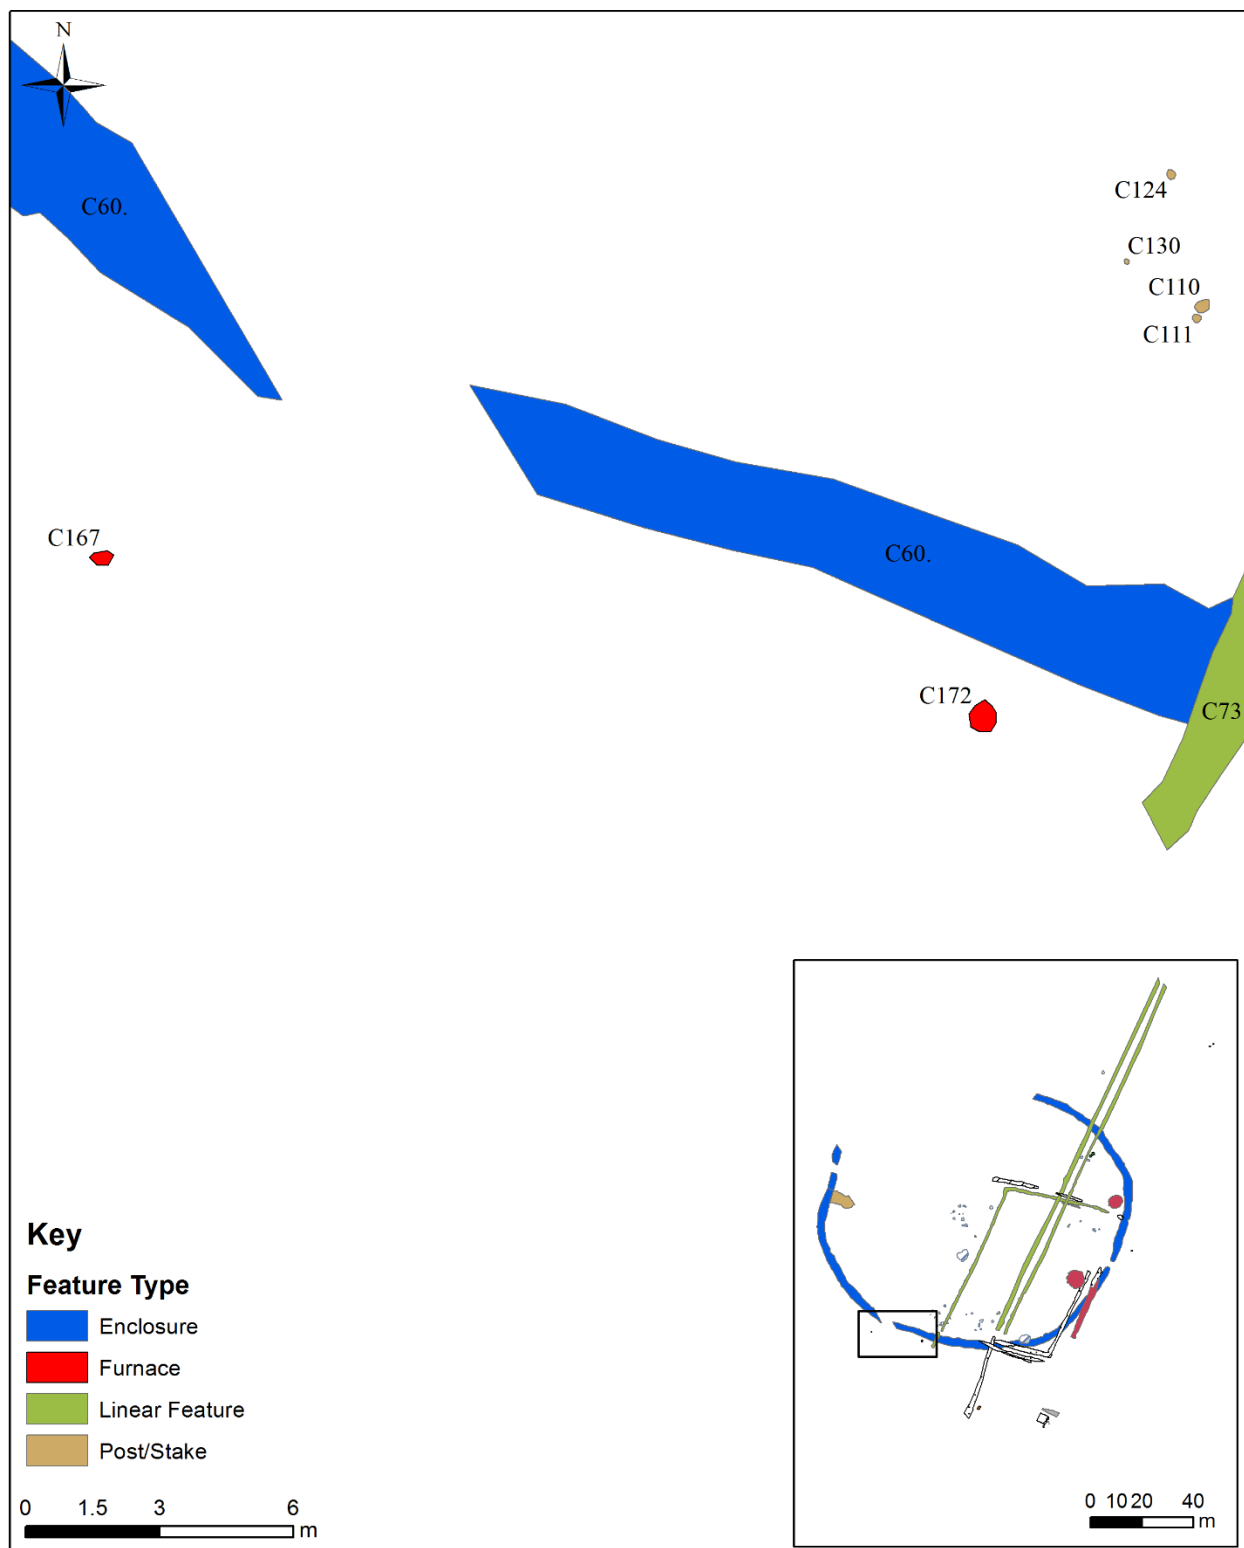 N
C60.
C124
C130
C110
C111
C60.
C167
C172
C73
Key
Feature Type
Enclosure
Furnace
Linear Feature
Post/Stake
0 1.5 3 6
m
0 10 20 40
m